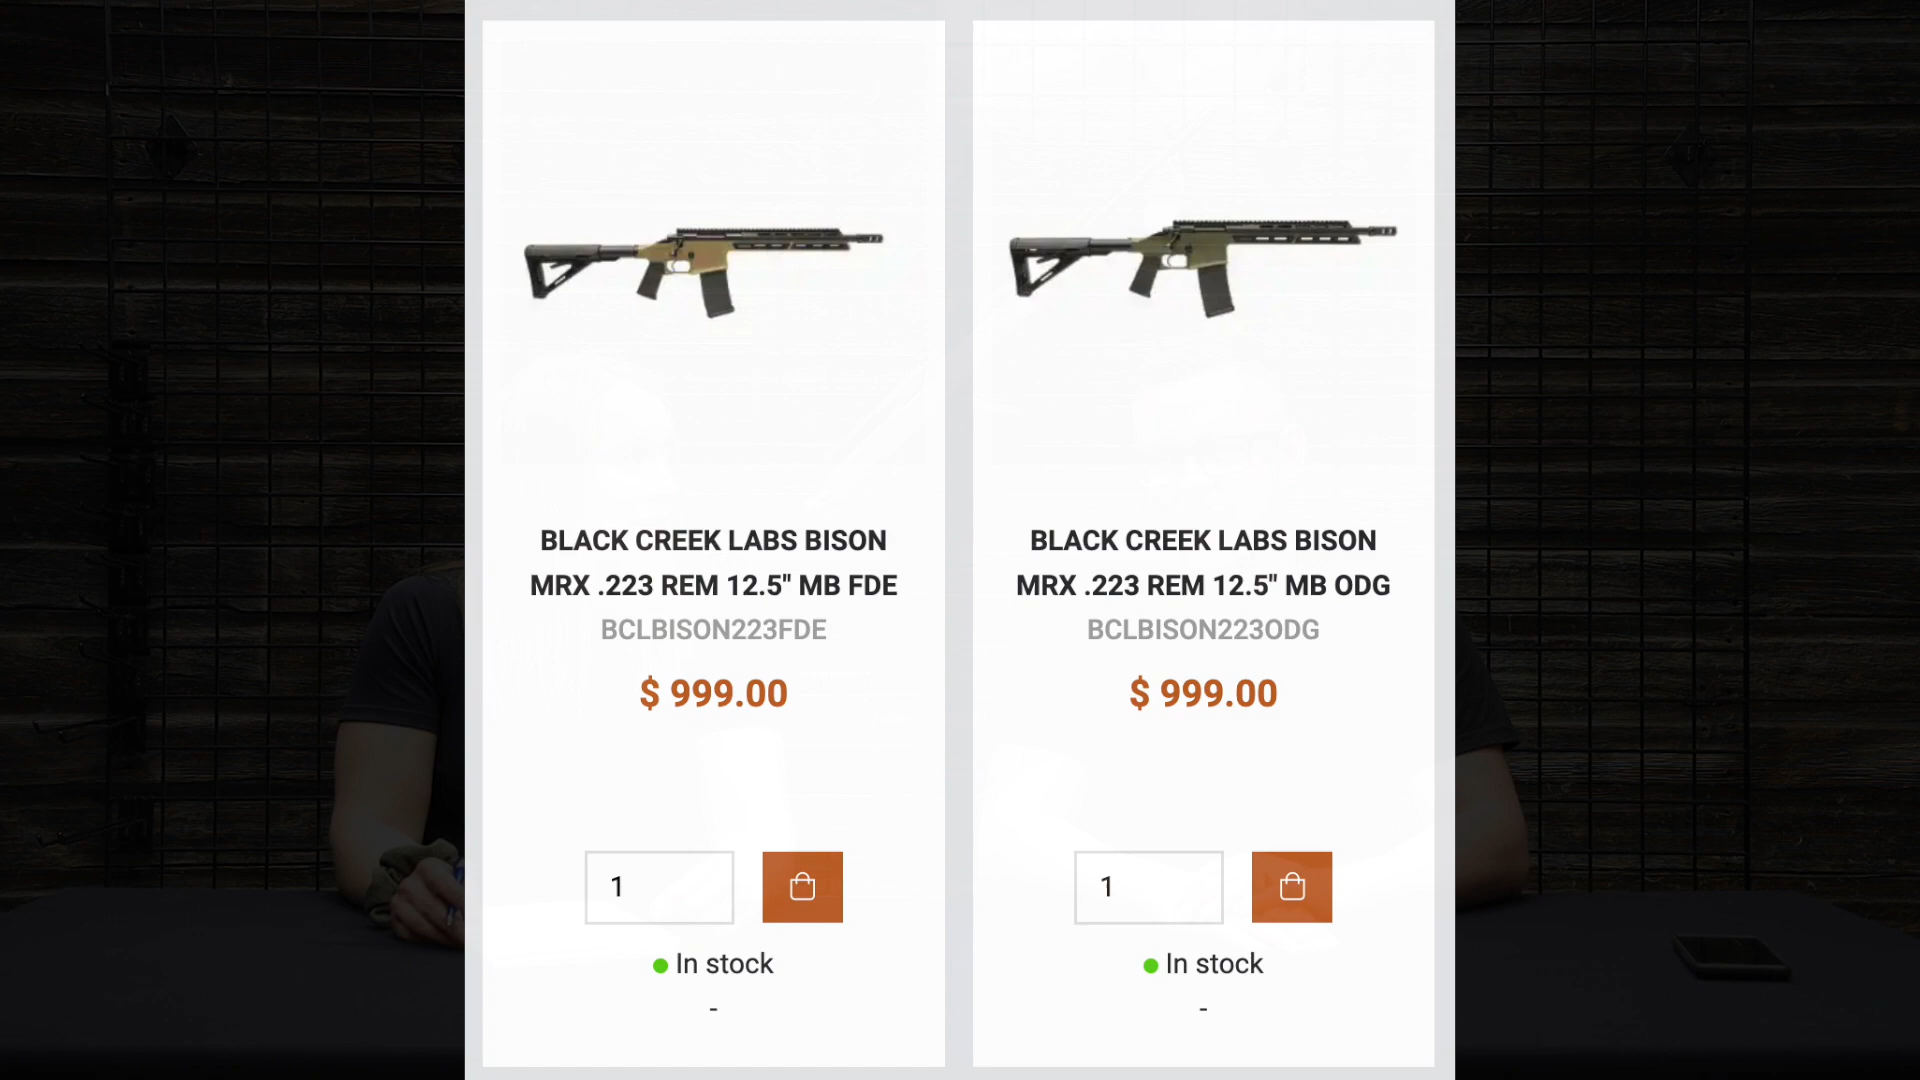 BLACK CREEK LABS BISON
MRX .223 REM 12.5" MB FDE
BCLBISON223FDE
$ 999.00
1
In stock
-
BLACK CREEK LABS BISON
MRX .223 REM 12.5" MB ODG
BCLBISON223ODG
$ 999.00
1
In stock
-